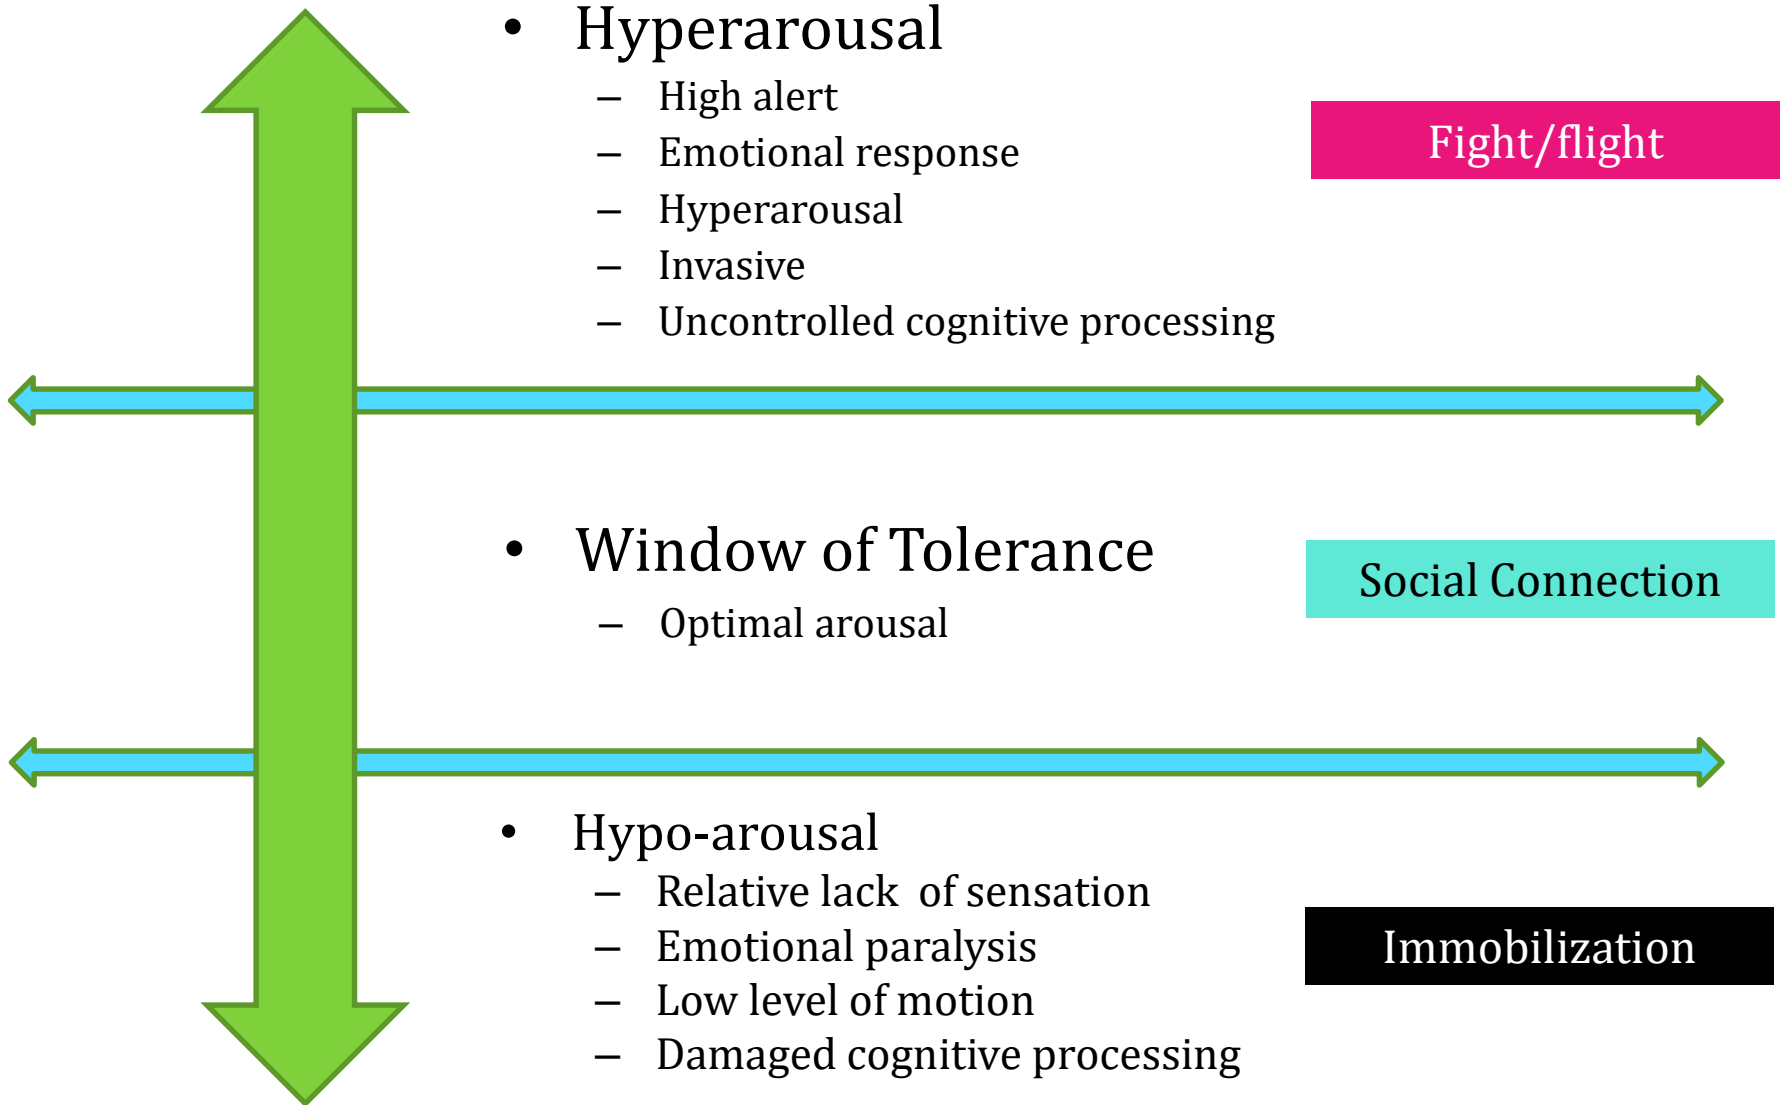 • Hyperarousal
– High alert
– Emotional response
– Hyperarousal
– Invasive
– Uncontrolled cognitive processing
Fight/flight
• Window of Tolerance
– Optimal arousal
Social Connection
• Hypo-arousal
– Relative lack  of sensation
– Emotional paralysis
– Low level of motion
– Damaged cognitive processing
Immobilization